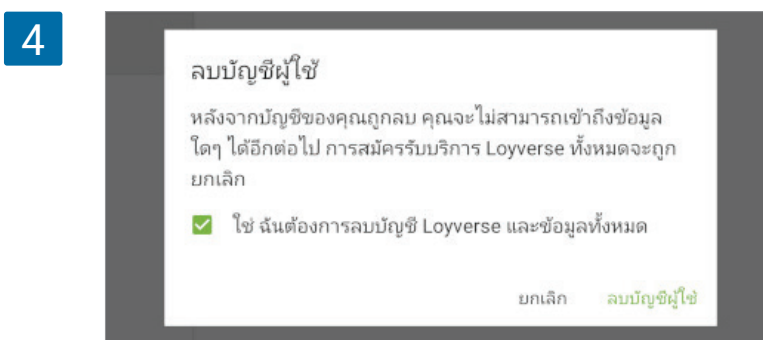 4
ลบบัญชีผู้ใช้
หลังจากบัญชีของคุณถูกลบ คุณจะไม่สามารถเข้าถึงข้อมูล
ใดๆ ได้อีกต่อไป การสมัครรับบริการ Loyverse ทั้งหมดจะถูก
ยกเลิก
ใช่ ฉันต้องการลบบัญชี Loyverse และข้อมูลทั้งหมด
ยกเลิก ลบบัญชีผู้ใช้